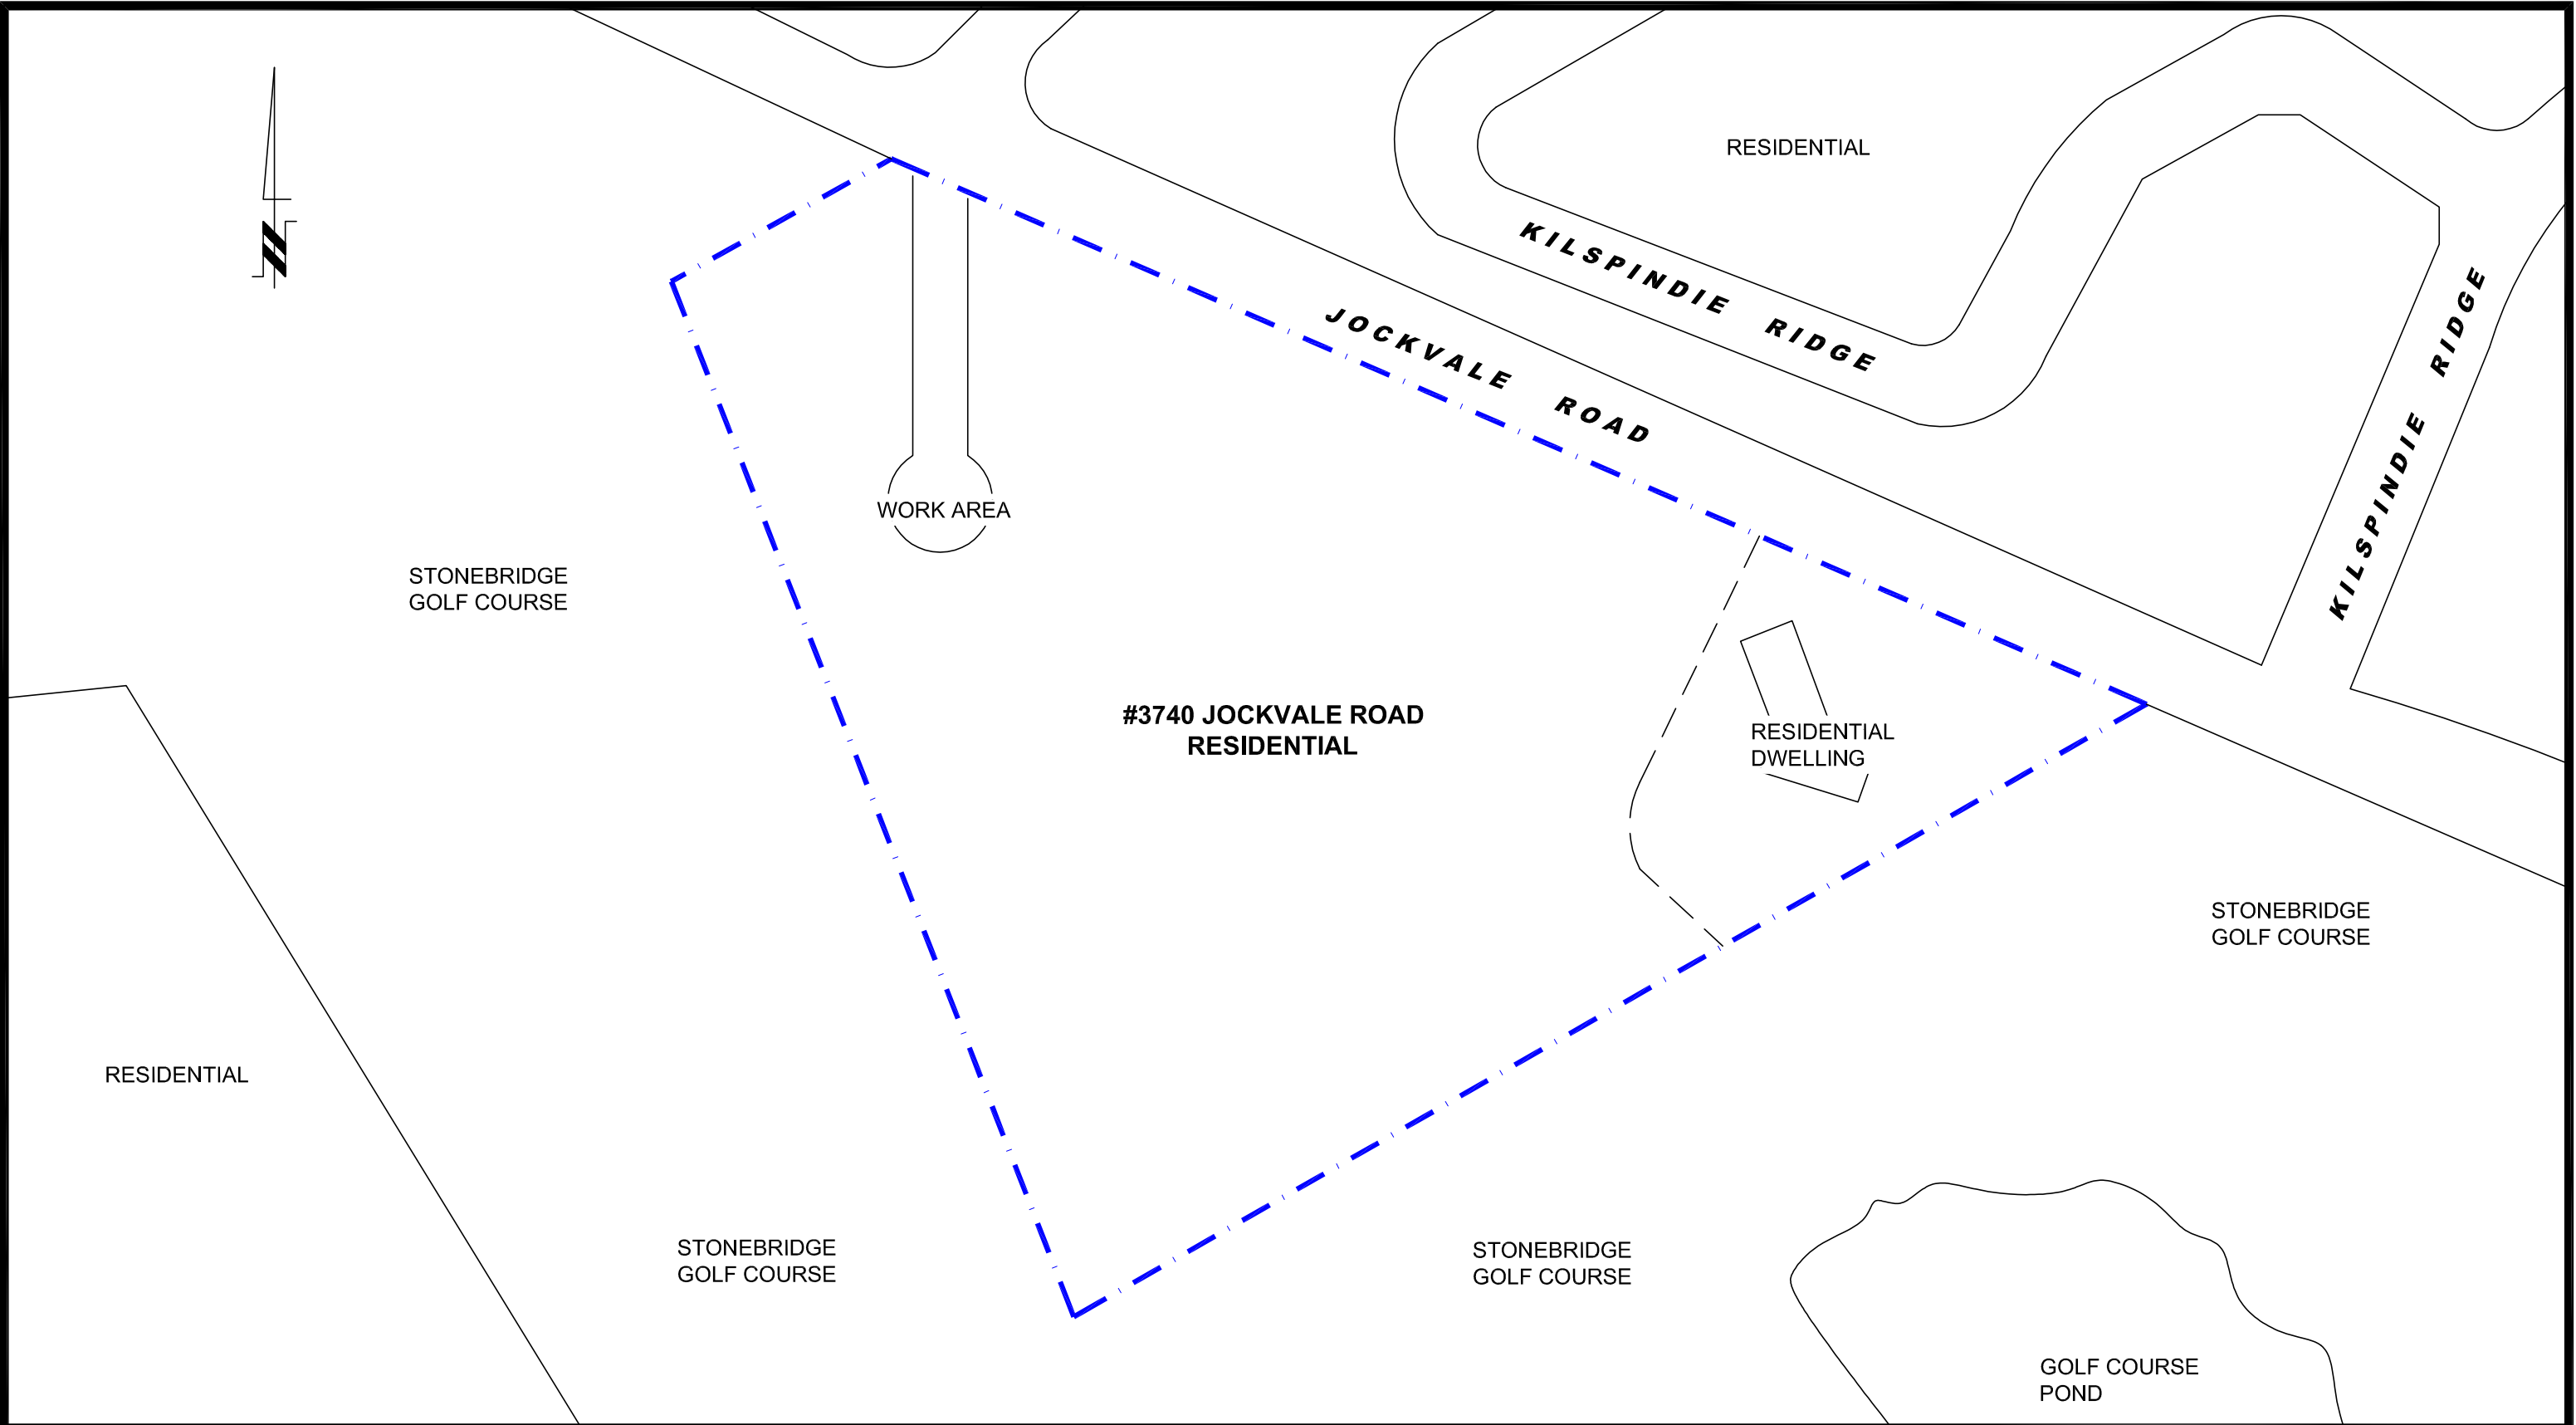 RESIDENTIAL
KILSPINDIE RIDGE
JOCKVALE ROAD
KILSPINDIE RIDGE
N
WORK AREA
STONEBRIDGE
GOLF COURSE
#3740 JOCKVALE ROAD
RESIDENTIAL
RESIDENTIAL
DWELLING
STONEBRIDGE
GOLF COURSE
RESIDENTIAL
STONEBRIDGE
GOLF COURSE
STONEBRIDGE
GOLF COURSE
GOLF COURSE
POND